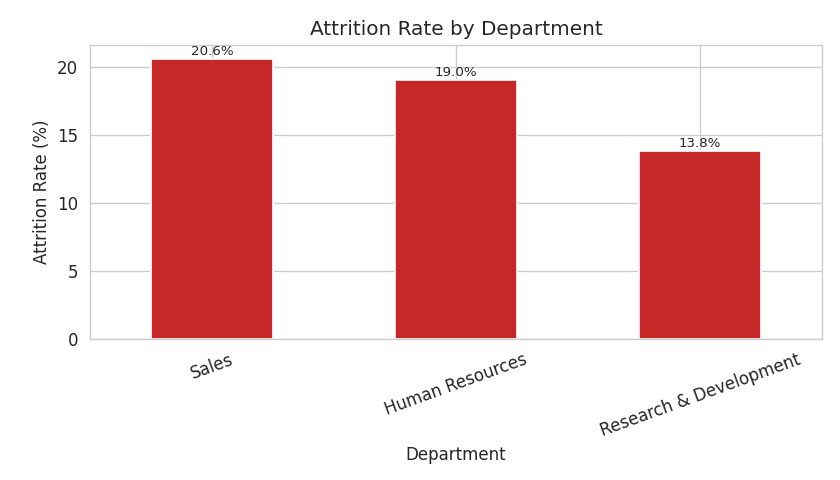 Attrition Rate by Department
Attrition Rate (%)
20
15
10
5
0
20.6%
19.0%
13.8%
Sales
Human Resources
Research & Development
Department